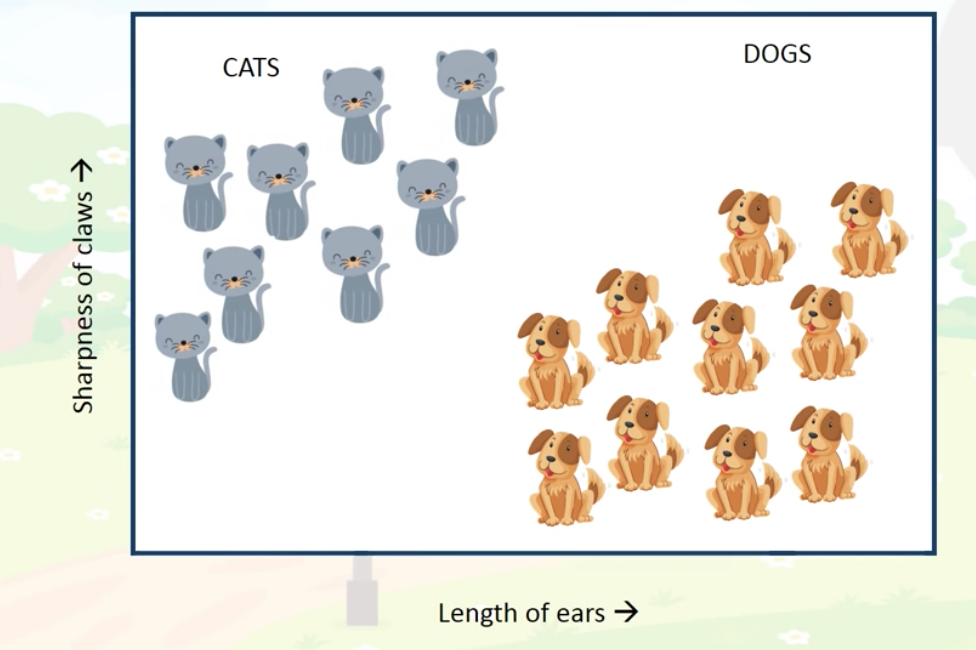 CATS
DOGS
Sharpness of claws →
Length of ears →